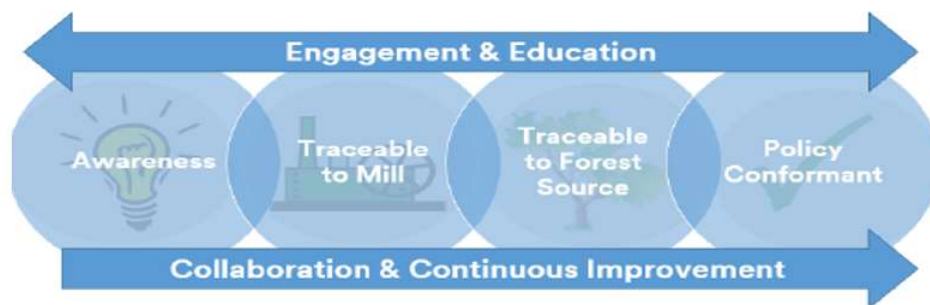 Engagement & Education
Awareness
Traceable
to Mill
Traceable
to Forest
Source
Policy
Conformant
Collaboration & Continuous Improvement